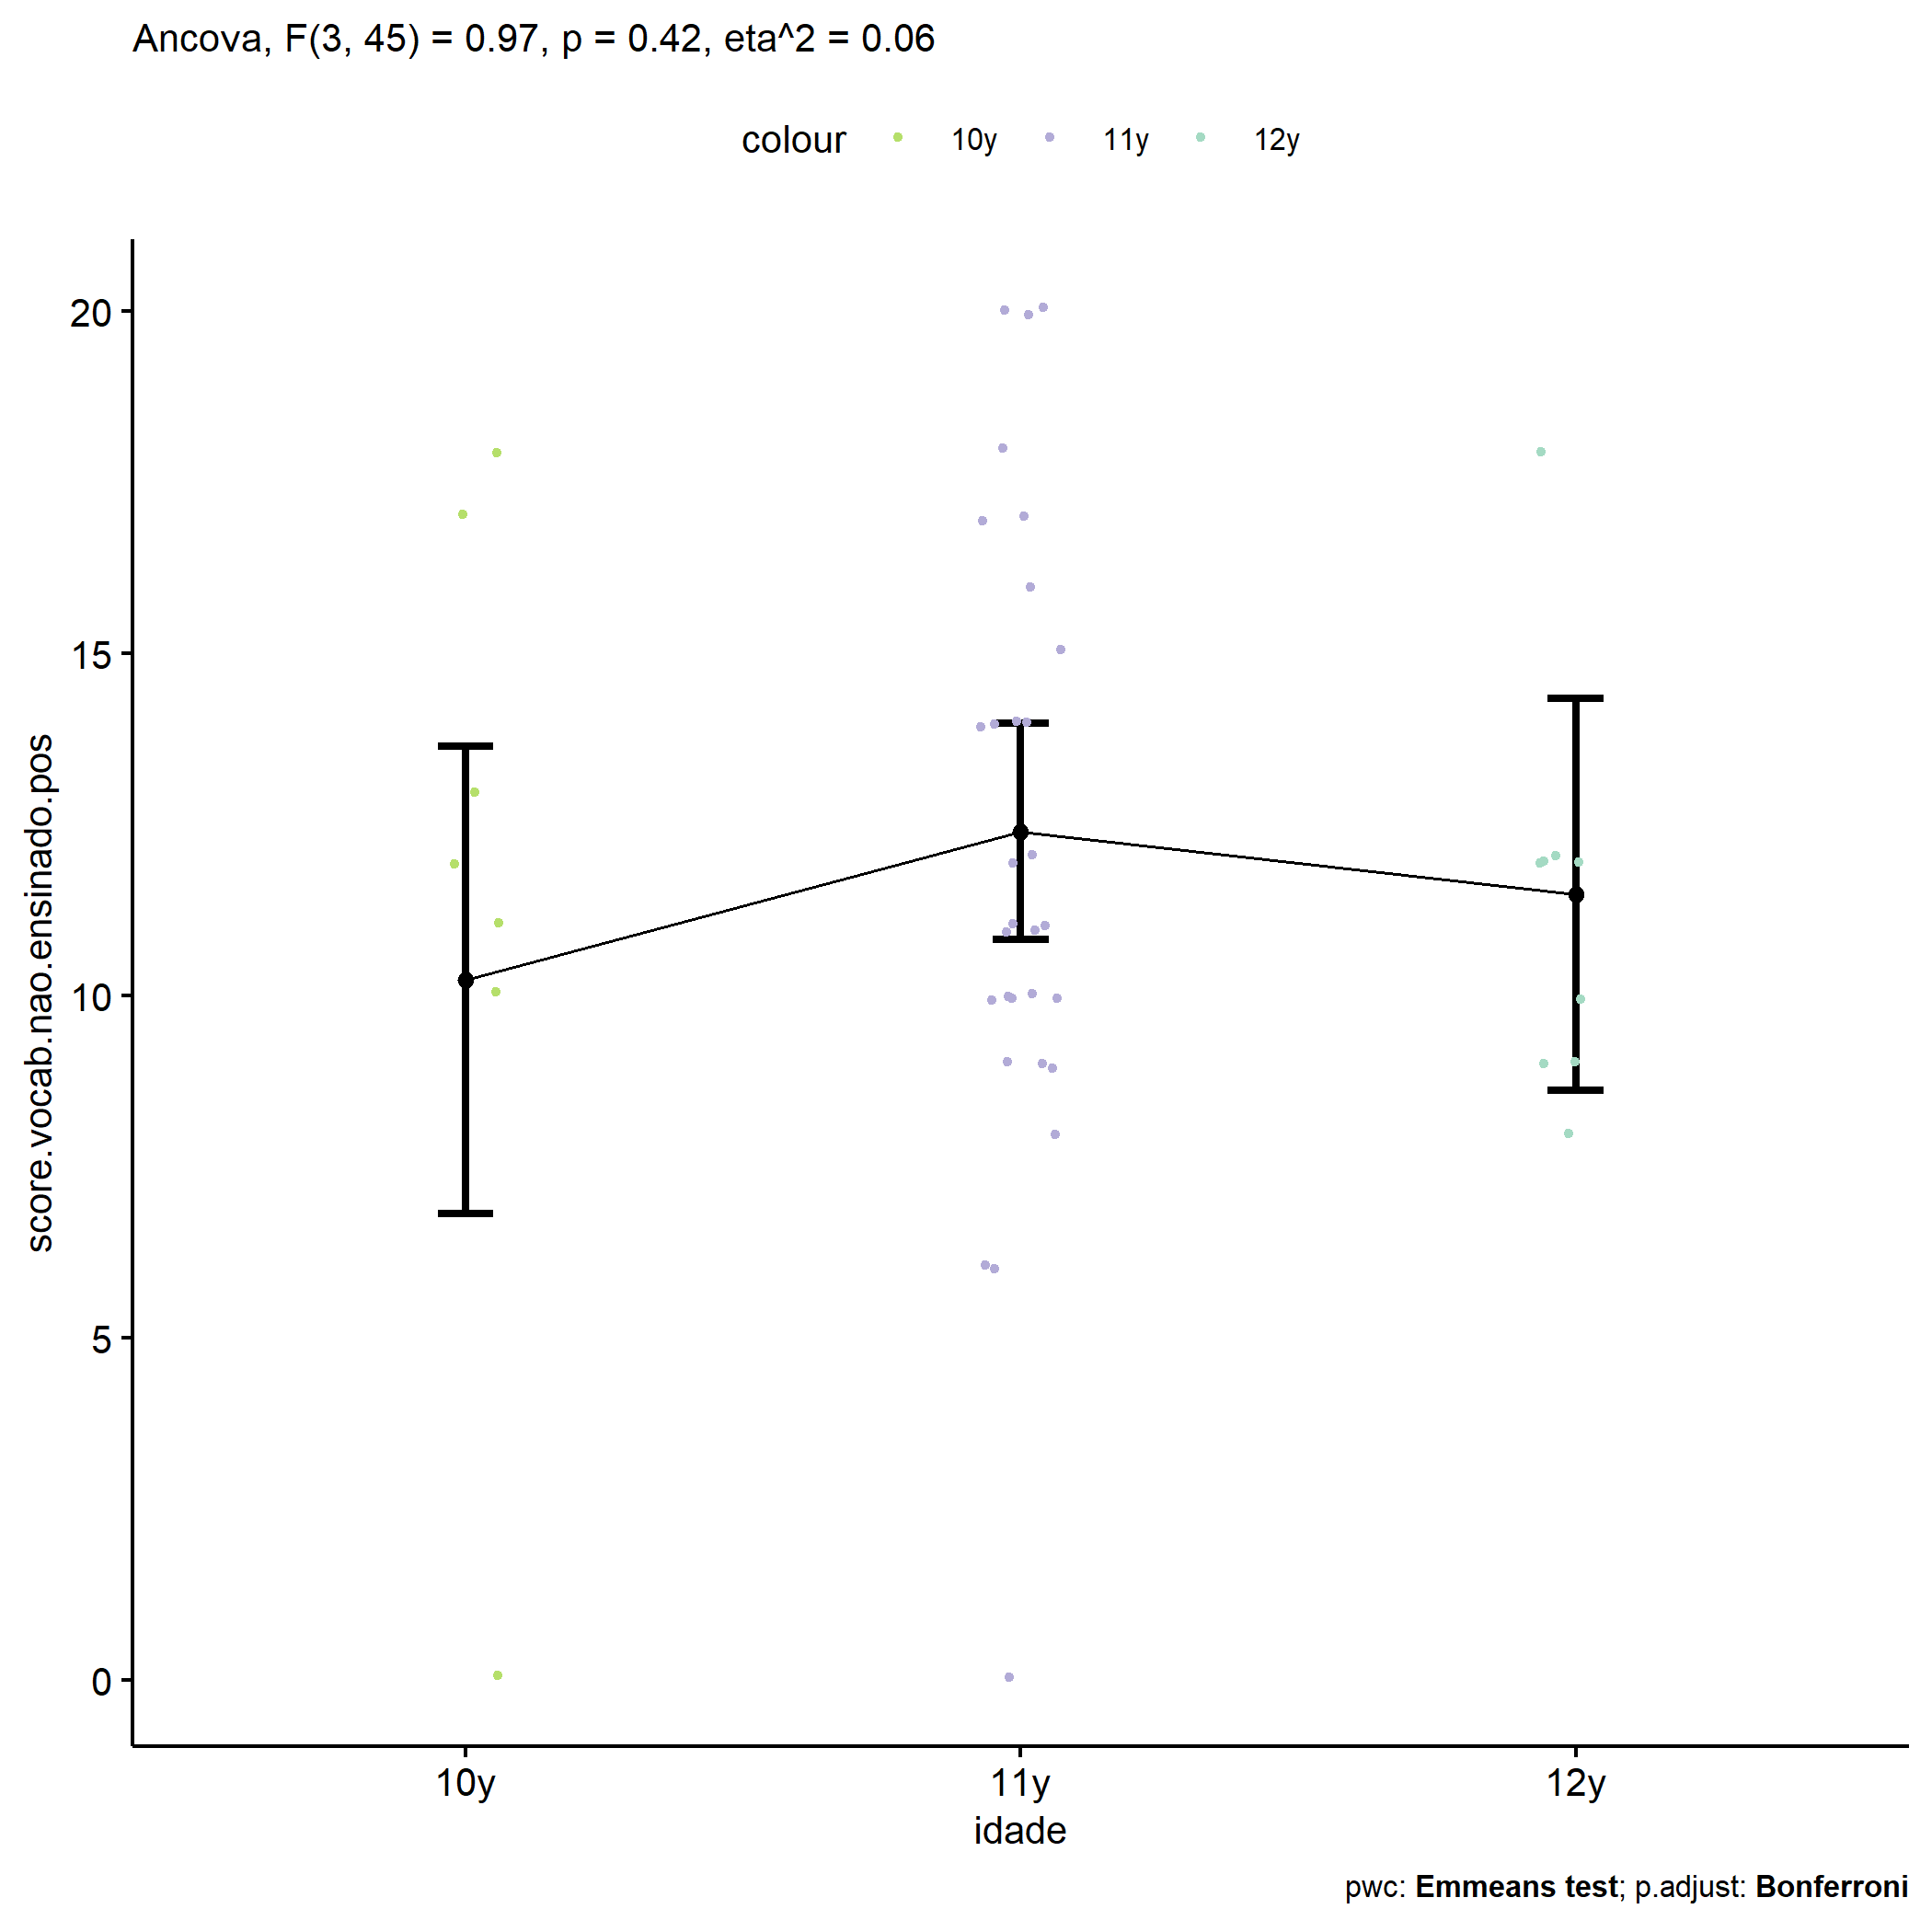 Ancova, F(3, 45) = 0.97, p = 0.42, eta^2 = 0.06
colour 10y 11y 12y
score.vocab.nao.ensinado.pos
20
15
10
5
0
10y 11y 12y
idade
pwc: Emmeans test; p.adjust: Bonferroni